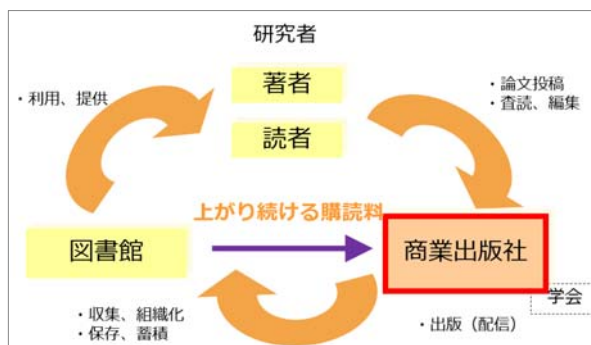 研究者
著者
読者
・利用、提供
・論文投稿
・査読、編集
上がり続ける購読料
図書館
商業出版社
学会
・収集、組織化
・保存、蓄積
・出版（配信）